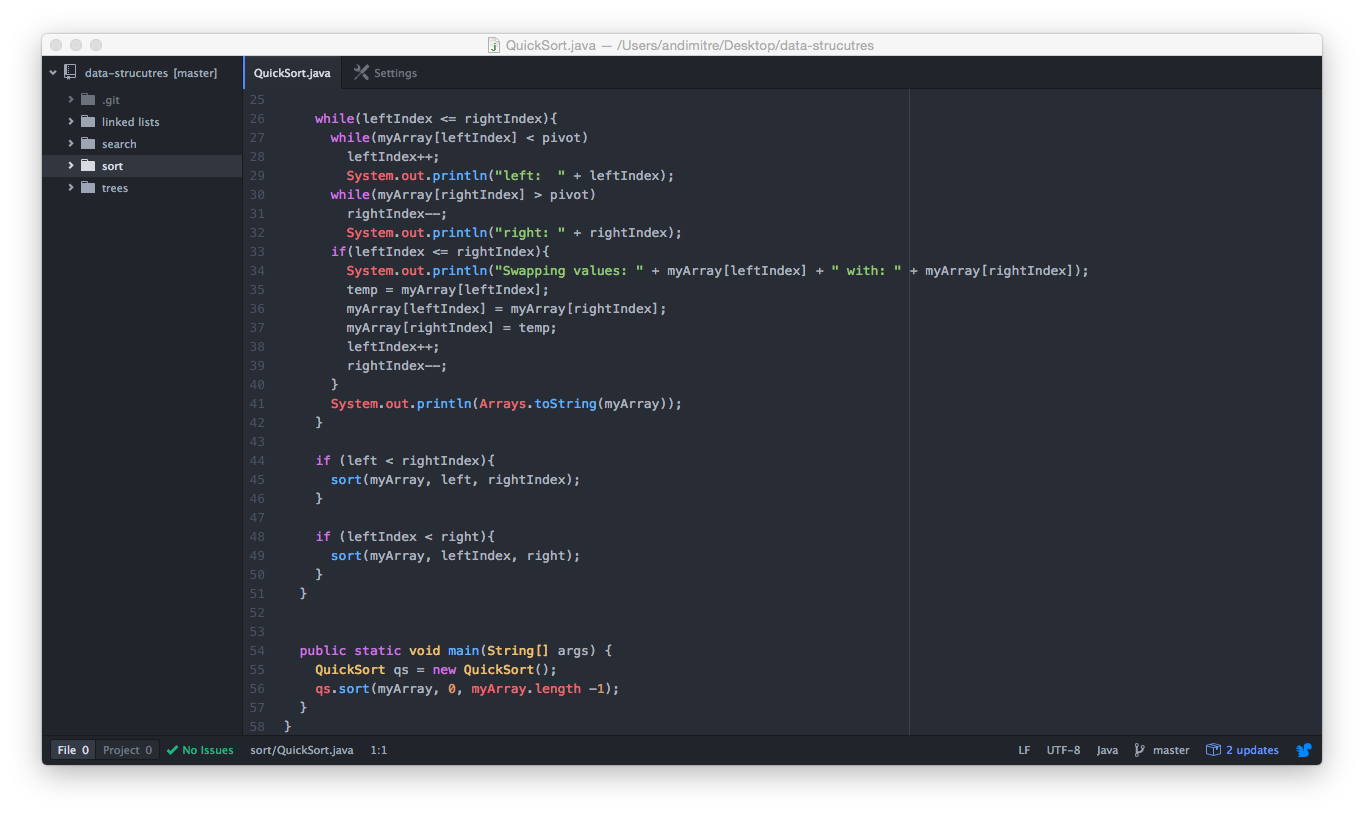 QuickSort.java — /Users/andimitre/Desktop/data-strucutres
data-strucutres [master]
.git
linked lists
search
sort
trees
QuickSort.java
Settings
25
26 while(leftIndex <= rightIndex){
27 while(myArray[leftIndex] < pivot)
28 leftIndex++;
29 System.out.println("left:  " + leftIndex);
30 while(myArray[rightIndex] > pivot)
31 rightIndex--;
32 System.out.println("right: " + rightIndex);
33 if(leftIndex <= rightIndex){
34 System.out.println("Swapping values: " + myArray[leftIndex] + " with: " + myArray[rightIndex]);
35 temp = myArray[leftIndex];
36 myArray[leftIndex] = myArray[rightIndex];
37 myArray[rightIndex] = temp;
38 leftIndex++;
39 rightIndex--;
40 }
41 System.out.println(Arrays.toString(myArray));
42 }
43
44 if (left < rightIndex){
45 sort(myArray, left, rightIndex);
46 }
47
48 if (leftIndex < right){
49 sort(myArray, leftIndex, right);
50 }
51 }
52
53
54 public static void main(String[] args) {
55 QuickSort qs = new QuickSort();
56 qs.sort(myArray, 0, myArray.length -1);
57 }
58 }
File 0 Project 0 No Issues sort/QuickSort.java 1:1 LF UTF-8 Java master 2 updates